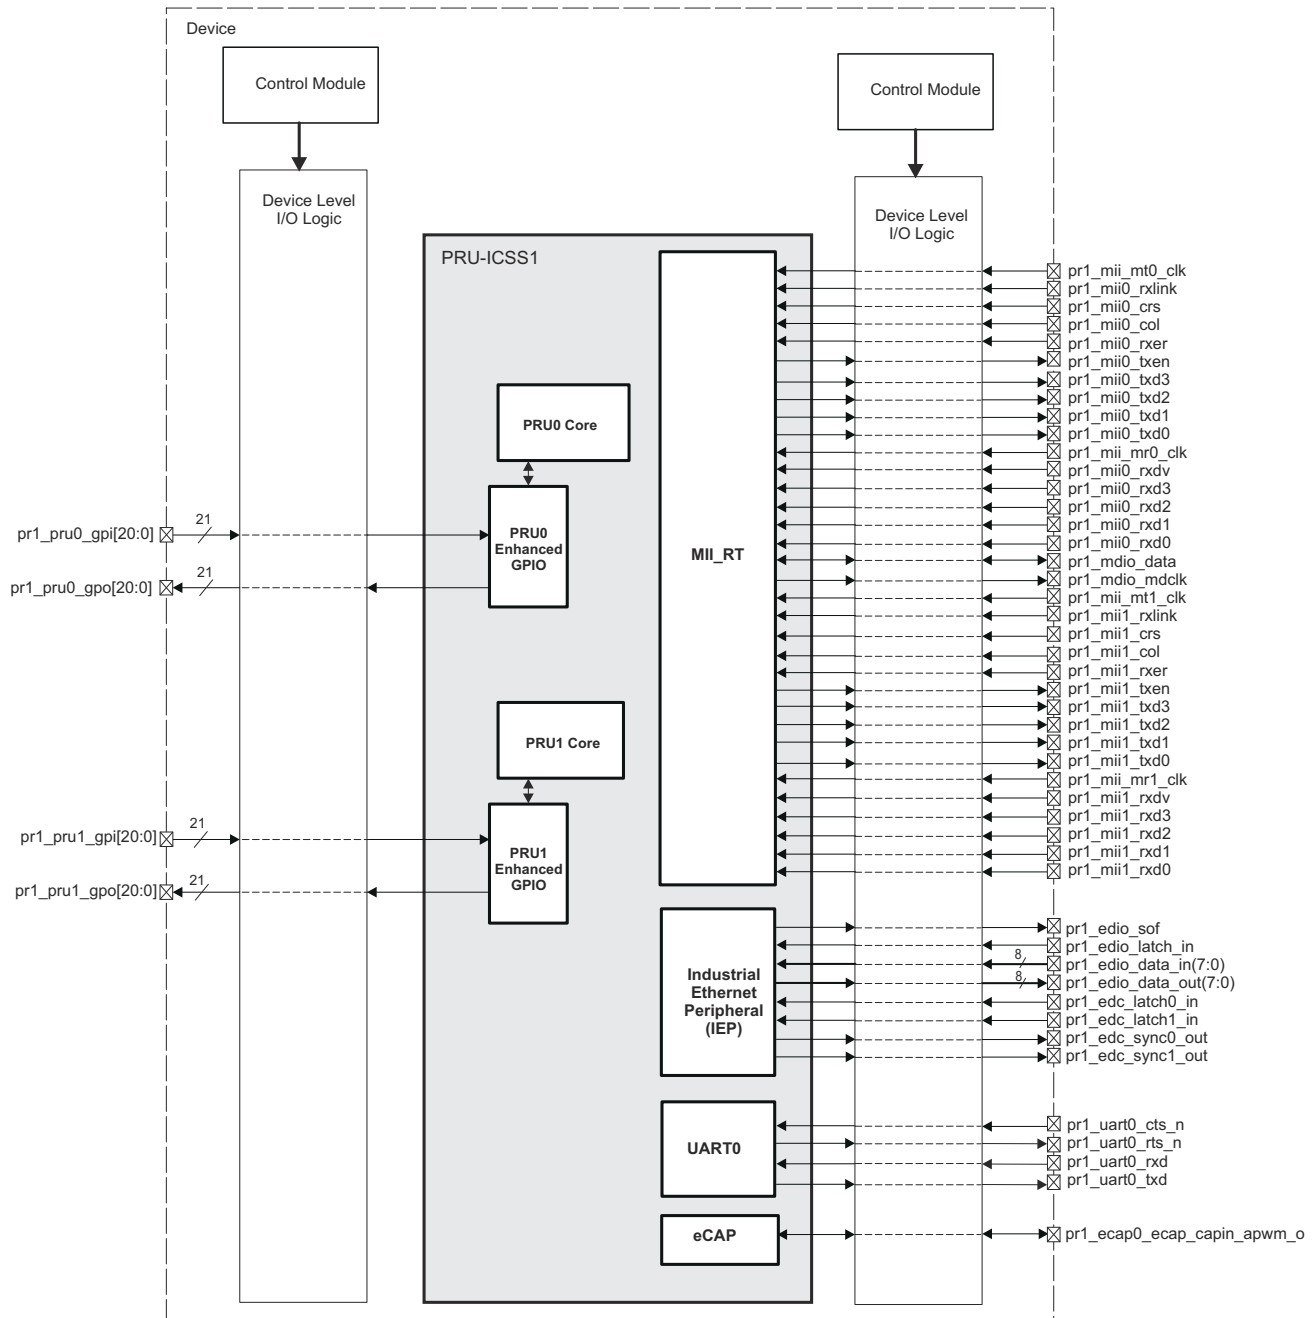 Device
Control Module
Control Module
Device Level
I/O Logic
Device Level
I/O Logic
PRU-ICSS1
PRU0 Core
PRU0
Enhanced
GPIO
PRU1 Core
PRU1
Enhanced
GPIO
pr1_pru0_gpi[20:0]
21
pr1_pru0_gpo[20:0]
21
pr1_pru1_gpi[20:0]
21
pr1_pru1_gpo[20:0]
21
MII_RT
pr1_mii_mt0_clk
pr1_mii0_rxlink
pr1_mii0_crs
pr1_mii0_col
pr1_mii0_rxer
pr1_mii0_txen
pr1_mii0_txd3
pr1_mii0_txd2
pr1_mii0_txd1
pr1_mii0_txd0
pr1_mii_mr0_clk
pr1_mii0_rxdv
pr1_mii0_rxd3
pr1_mii0_rxd2
pr1_mii0_rxd1
pr1_mii0_rxd0
pr1_mdio_data
pr1_mdio_mdclk
pr1_mii_mt1_clk
pr1_mii1_rxlink
pr1_mii1_crs
pr1_mii1_col
pr1_mii1_rxer
pr1_mii1_txen
pr1_mii1_txd3
pr1_mii1_txd2
pr1_mii1_txd1
pr1_mii1_txd0
pr1_mii_mr1_clk
pr1_mii1_rxdv
pr1_mii1_rxd3
pr1_mii1_rxd2
pr1_mii1_rxd1
pr1_mii1_rxd0
Industrial
Ethernet
Peripheral
(IEP)
pr1_edio_sof
pr1_edio_latch_in
8
pr1_edio_data_in(7:0)
8
pr1_edio_data_out(7:0)
pr1_edc_latch0_in
pr1_edc_latch1_in
pr1_edc_sync0_out
pr1_edc_sync1_out
UART0
pr1_uart0_cts_n
pr1_uart0_rts_n
pr1_uart0_rxd
pr1_uart0_txd
eCAP
pr1_ecap0_ecap_capin_apwm_o